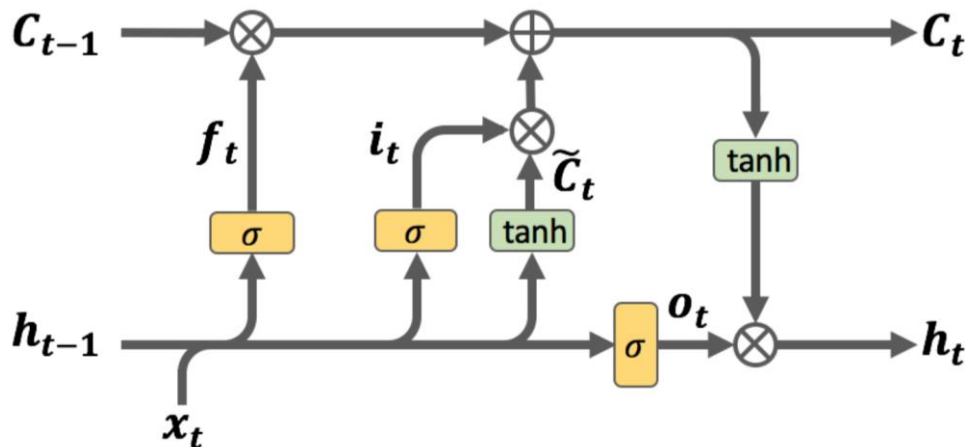 C_{t-1} C_t
f_t i_t C̃_t tanh
σ σ tanh
h_{t-1} σ o_t h_t
x_t